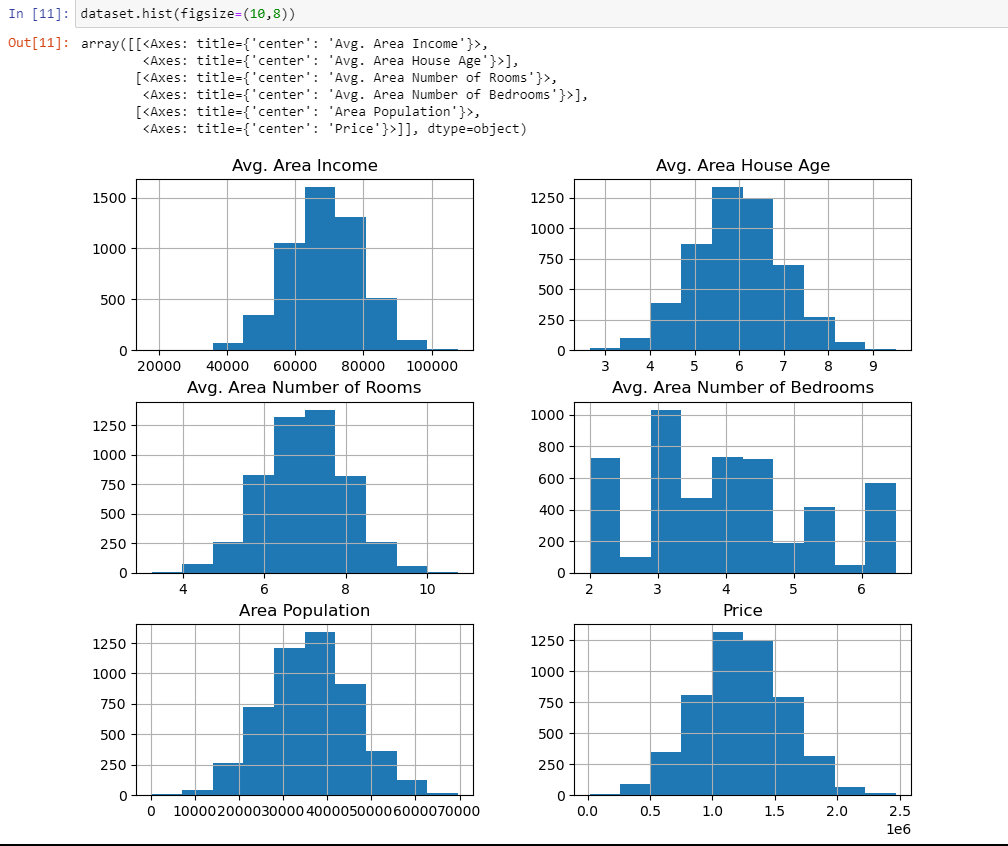 In [11]: dataset.hist(figsize=(10,8))
Out[11]: array([[<Axes: title={'center': 'Avg. Area Income'}>,
<Axes: title={'center': 'Avg. Area House Age'}>],
[<Axes: title={'center': 'Avg. Area Number of Rooms'}>,
<Axes: title={'center': 'Avg. Area Number of Bedrooms'}>],
[<Axes: title={'center': 'Area Population'}>,
<Axes: title={'center': 'Price'}>]], dtype=object)
Avg. Area Income
1500
1000
500
0
20000 40000 60000 80000 100000
Avg. Area House Age
1250
1000
750
500
250
0
3 4 5 6 7 8 9
Avg. Area Number of Rooms
1250
1000
750
500
250
0
4 6 8 10
Avg. Area Number of Bedrooms
1000
800
600
400
200
0
2 3 4 5 6
Area Population
1250
1000
750
500
250
0
0 10000 20000 30000 40000 50000 60000 70000
Price
1250
1000
750
500
250
0
0.0 0.5 1.0 1.5 2.0 2.5
1e6